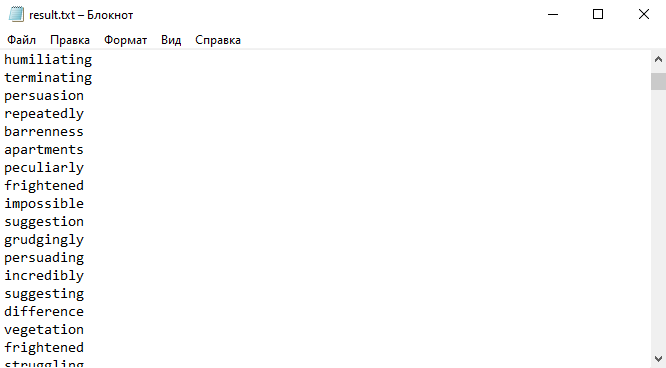 result.txt – Блокнот
Файл Правка Формат Вид Справка
humiliating
terminating
persuasion
repeatedly
barrenness
apartments
peculiarly
frightened
impossible
suggestion
grudgingly
persuading
incredibly
suggesting
difference
vegetation
frightened
struggling